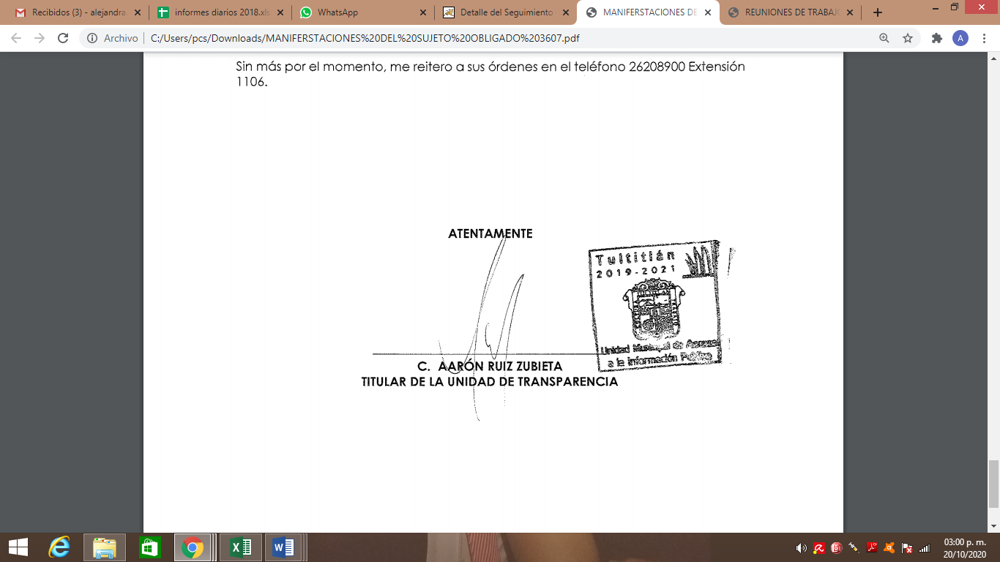 Recibidos (3) - alejandra
informes diarios 2018.xls
WhatsApp
Detalle del Seguimiento
MANIFERSTACIONES DE
REUNIONES DE TRABAJO
Archivo
C:/Users/pcs/Downloads/MANIFERSTACIONES%20DEL%20SUJETO%20OBLIGADO%203607.pdf
A
Sin más por el momento, me reitero a sus órdenes en el teléfono 26208900 Extensión
1106.
ATENTAMENTE
Tultitlán
2019-2021
Unidad Municipal de Acceso
a la Información Pública
C. AARÓN RUIZ ZUBIETA
TITULAR DE LA UNIDAD DE TRANSPARENCIA
03:00 p. m.
20/10/2020